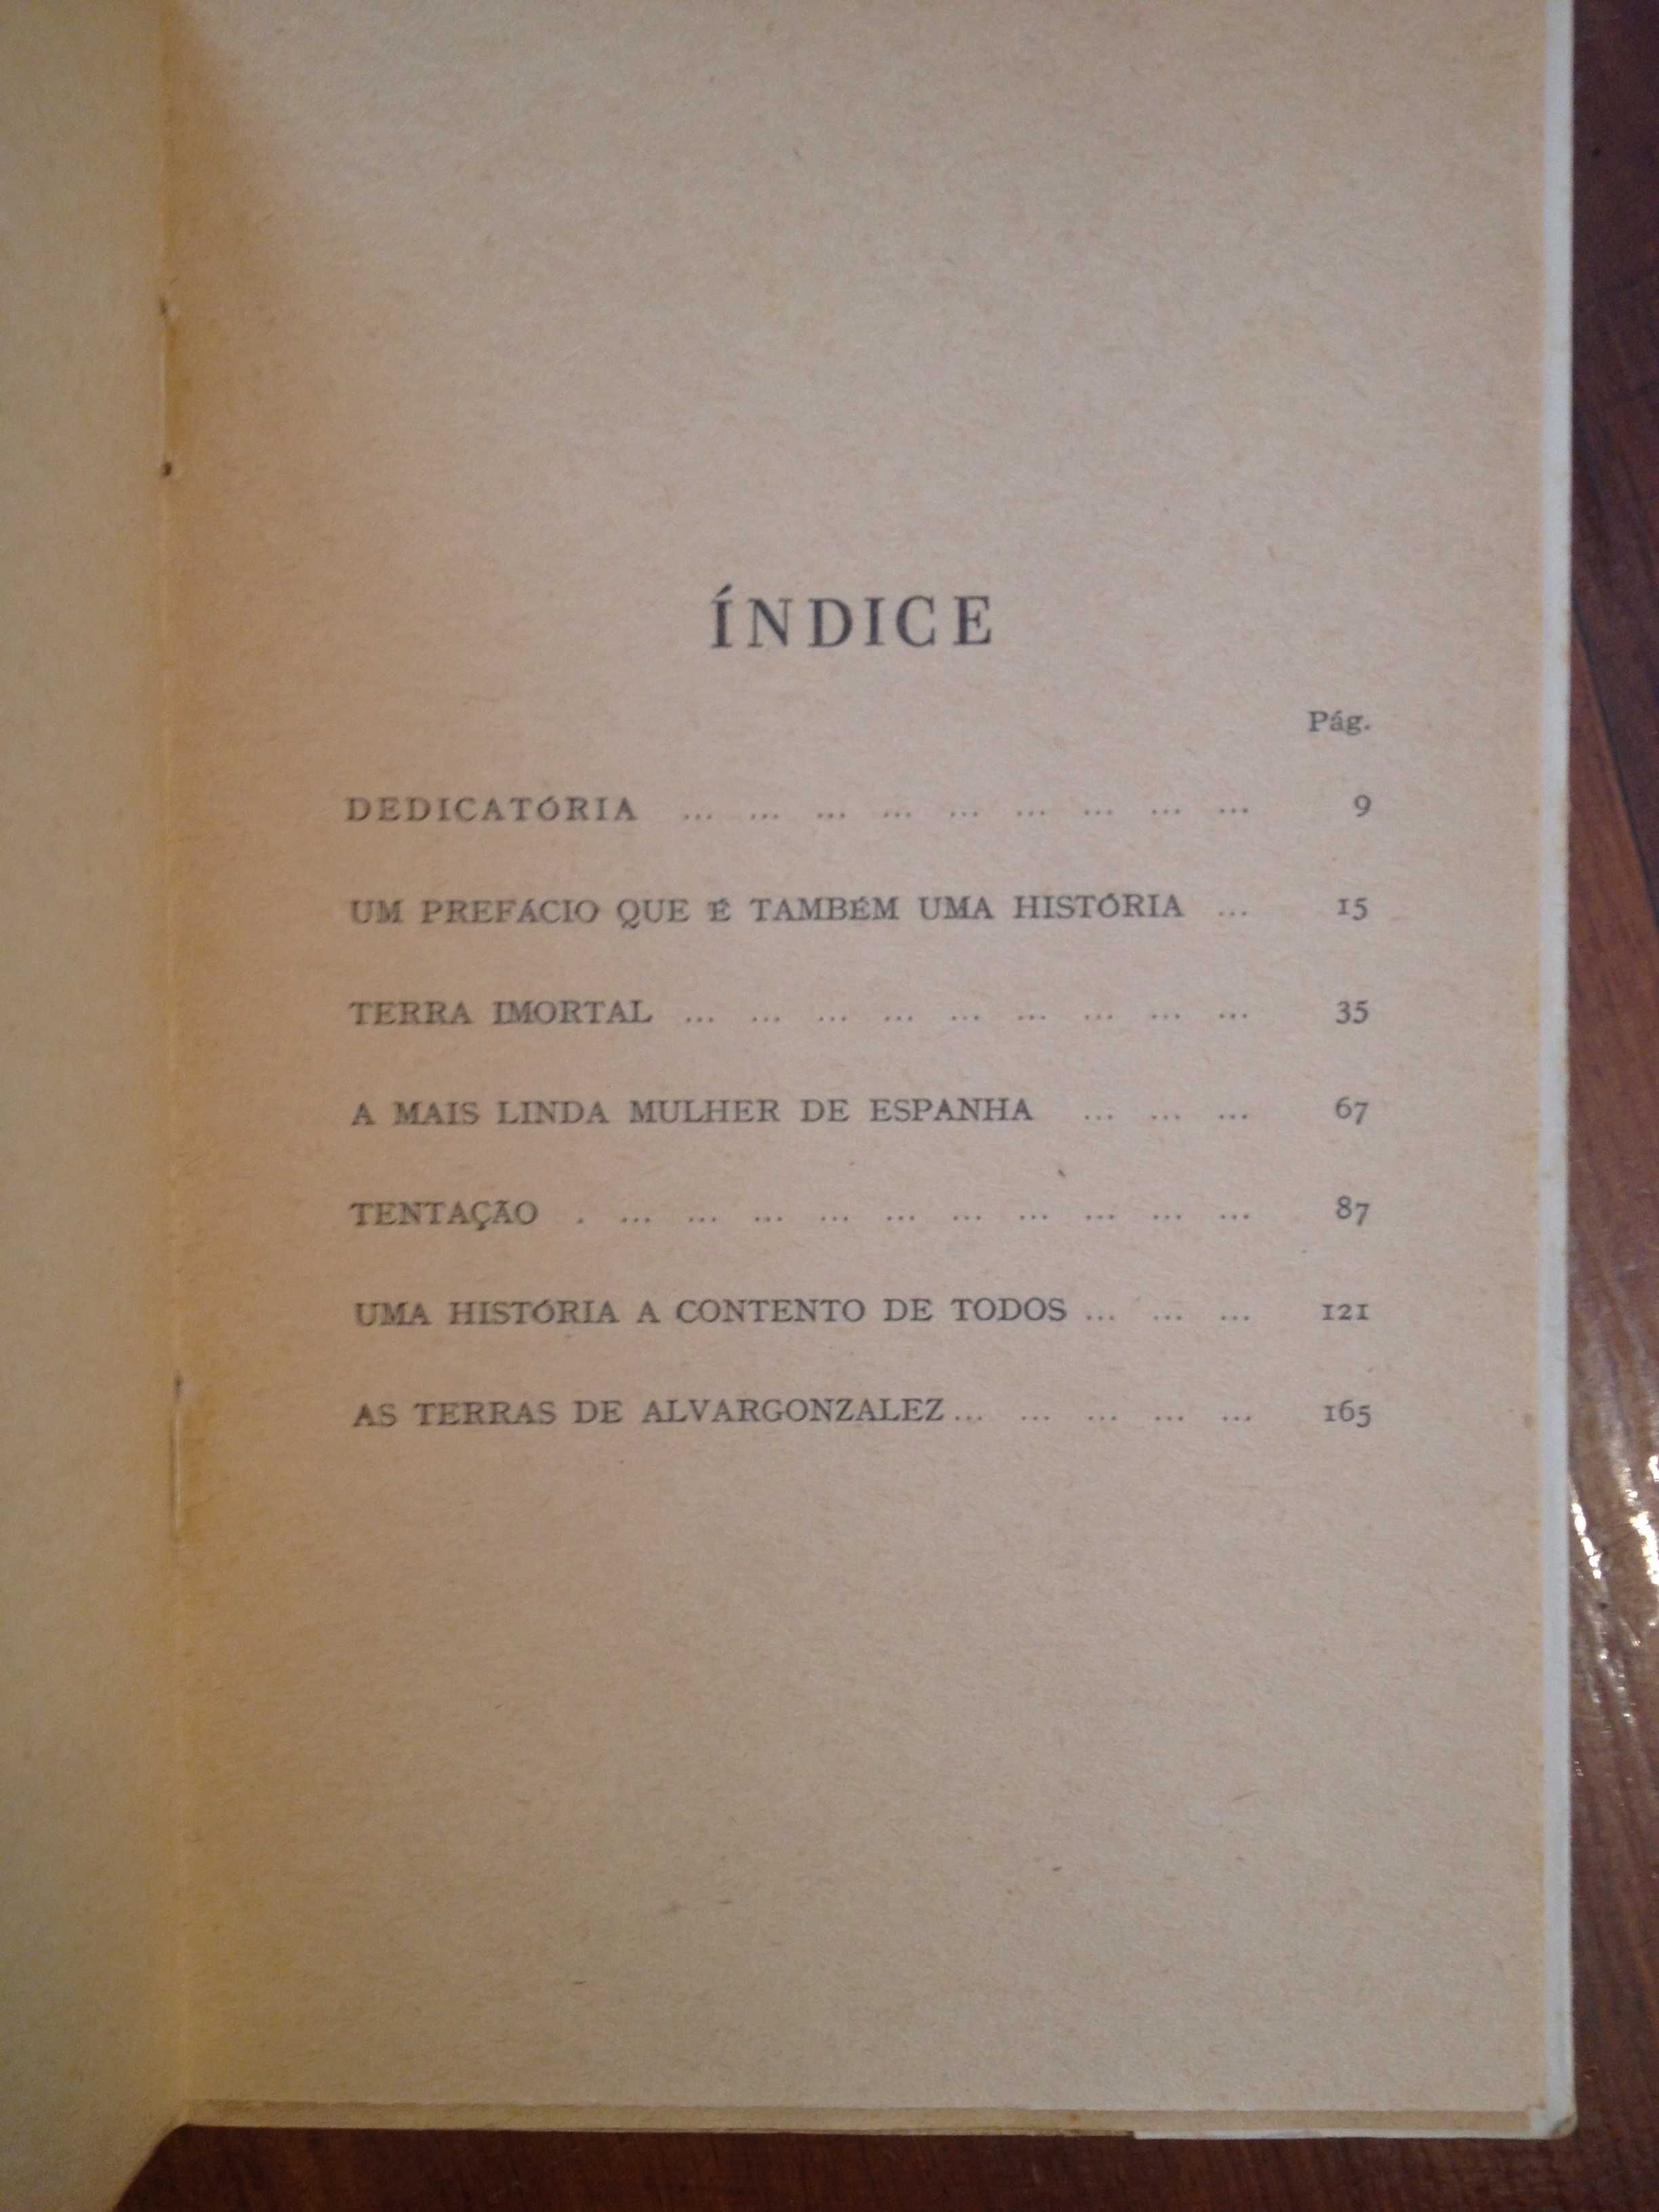 ÍNDICE
Pág.
DEDICATÓRIA ... ... ... ... ... ... ... ... ... 9
UM PREFÁCIO QUE É TAMBÉM UMA HISTÓRIA ... 15
TERRA IMORTAL ... ... ... ... ... ... ... ... ... 35
A MAIS LINDA MULHER DE ESPANHA ... ... ... 67
TENTAÇÃO . ... ... ... ... ... ... ... ... ... ... 87
UMA HISTÓRIA A CONTENTO DE TODOS ... ... ... 121
AS TERRAS DE ALVARGONZALEZ ... ... ... ... ... 165